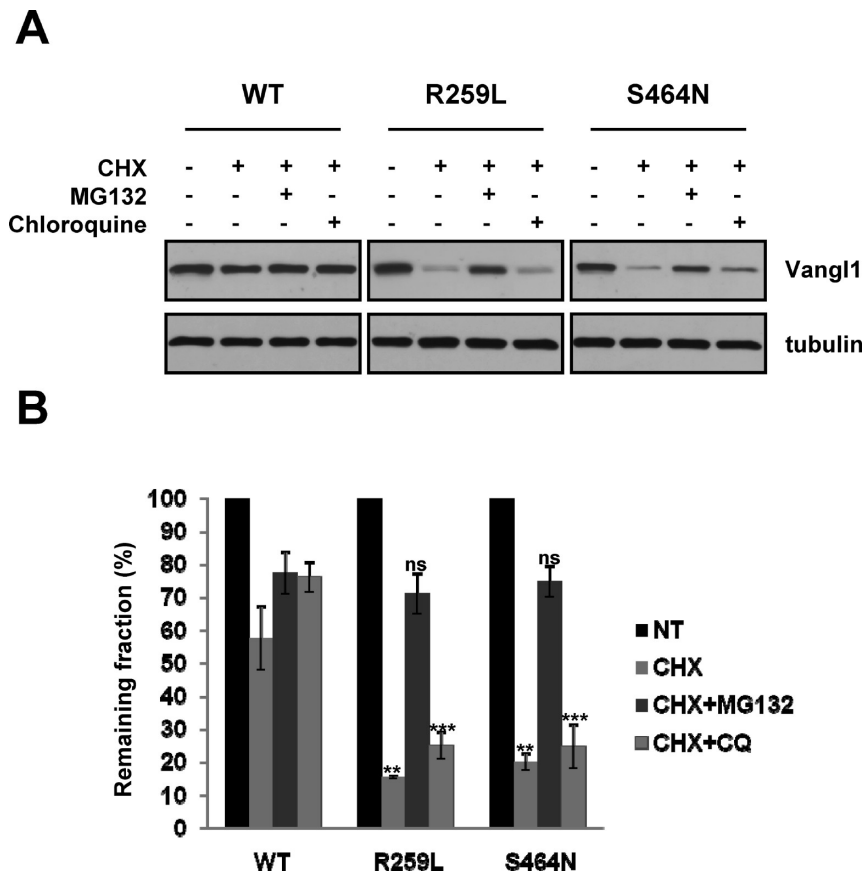 A
WT R259L S464N
CHX - + + + - + + + - + + +
MG132 - - + - - - + - - - + -
Chloroquine - - - + - - - + - - - +
Vangl1
tubulin
B
Remaining fraction (%)
100
90
80
70
60
50
40
30
20
10
0
ns ns
** *** ** ***
WT R259L S464N
NT
CHX
CHX+MG132
CHX+CQ